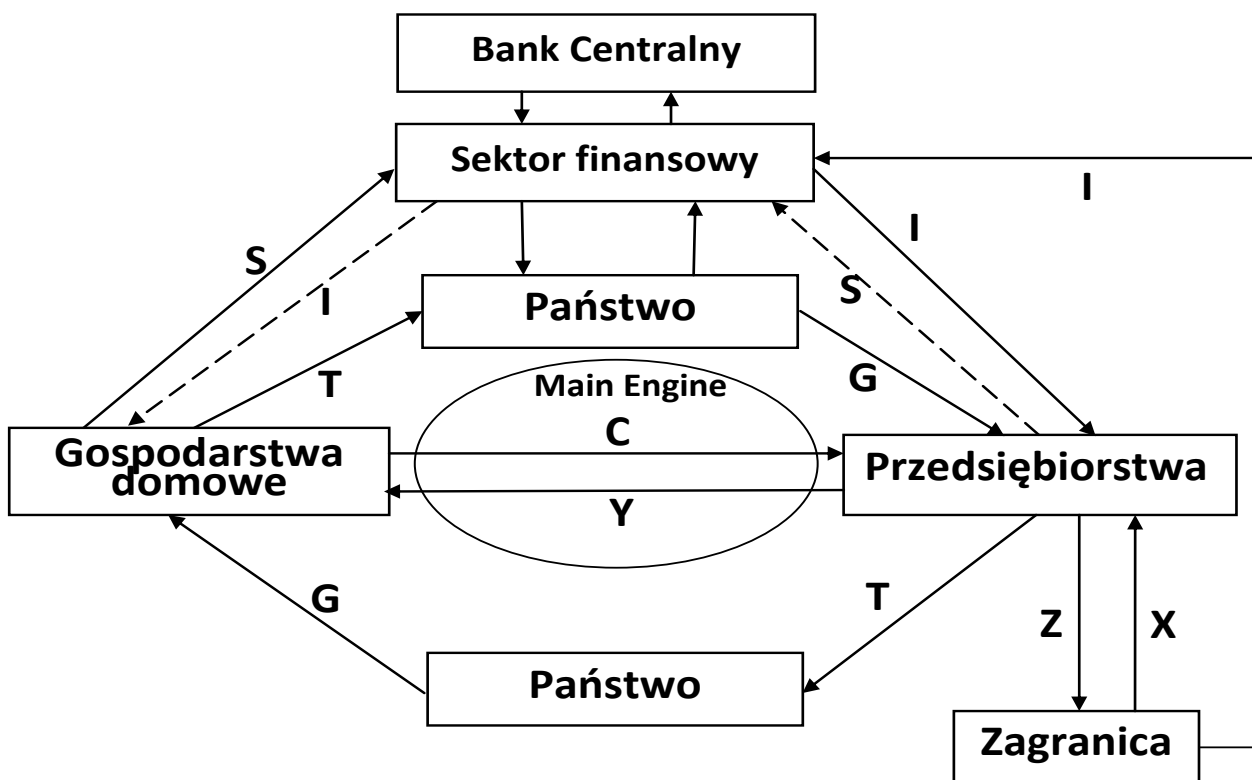 Bank Centralny
Sektor finansowy
I
I
S
S
I
Państwo
T
G
Main Engine
C
Gospodarstwa
domowe
Przedsiębiorstwa
Y
G
T
Z
X
Państwo
Zagranica